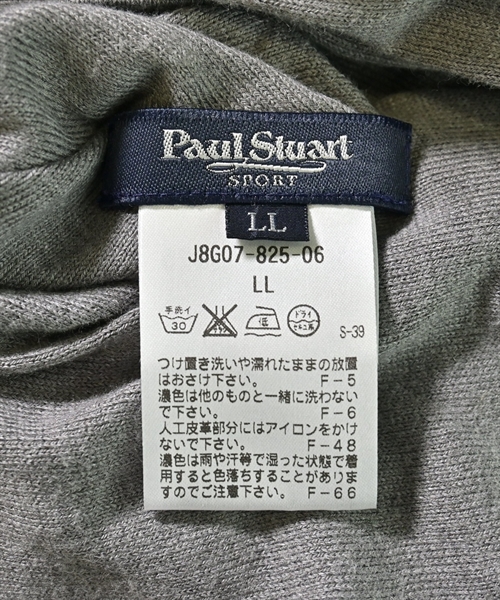 Paul Stuart
SPORT
LL
J8G07-825-06
LL
手洗イ
30
低
ドライ
セキユ系
S-39
つけ置き洗いや濡れたままの放置
はおさけ下さい。 F-5
濃色は他のものと一緒に洗わない
で下さい。 F-6
人工皮革部分にはアイロンをかけ
ないで下さい。 F-48
濃色は雨や汗等で湿った状態で着
用すると色落ちすることがありま
すのでご注意下さい。 F-66